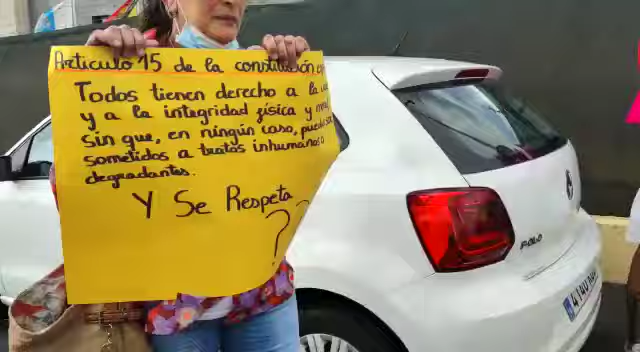 Artículo 15 de la constitución
Todos tienen derecho a la
y a la integridad física y
sin que, en ningún caso,
sometidos a tratos inhumanos o
degradantes.
Y Se Respeta
??
POLO